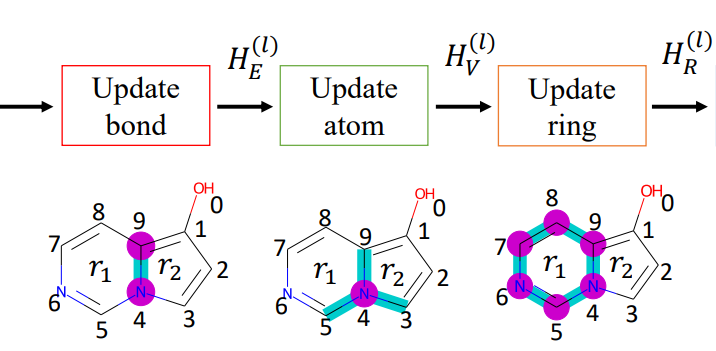 H_E^{(l)} H_V^{(l)} H_R^{(l)}
Update bond
Update atom
Update ring
OH 0 1 2 3 4 5 6 7 8 9 N N r_1 r_2
OH 0 1 2 3 4 5 6 7 8 9 N N r_1 r_2
OH 0 1 2 3 4 5 6 7 8 9 N N r_1 r_2